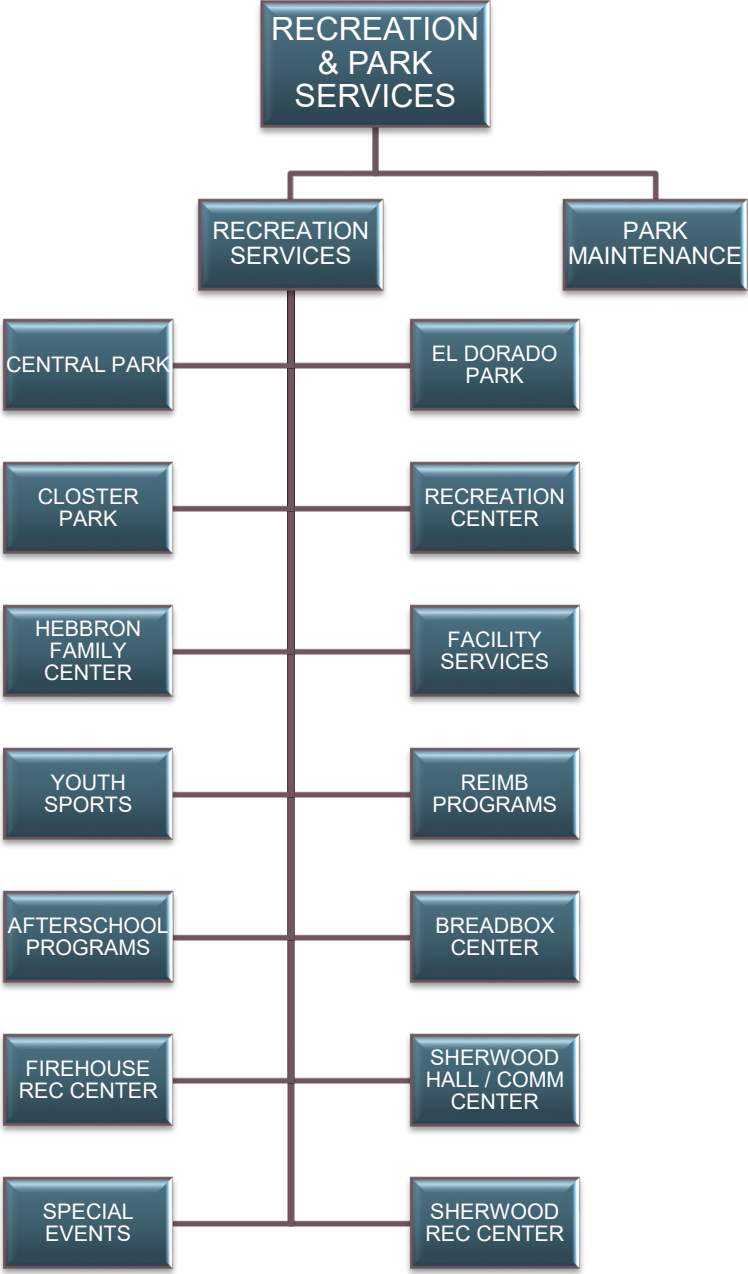 RECREATION
& PARK
SERVICES
RECREATION
SERVICES
PARK
MAINTENANCE
CENTRAL PARK
EL DORADO
PARK
CLOSTER
PARK
RECREATION
CENTER
HEBBRON
FAMILY
CENTER
FACILITY
SERVICES
YOUTH
SPORTS
REIMB
PROGRAMS
AFTERSCHOOL
PROGRAMS
BREADBOX
CENTER
FIREHOUSE
REC CENTER
SHERWOOD
HALL / COMM
CENTER
SPECIAL
EVENTS
SHERWOOD
REC CENTER